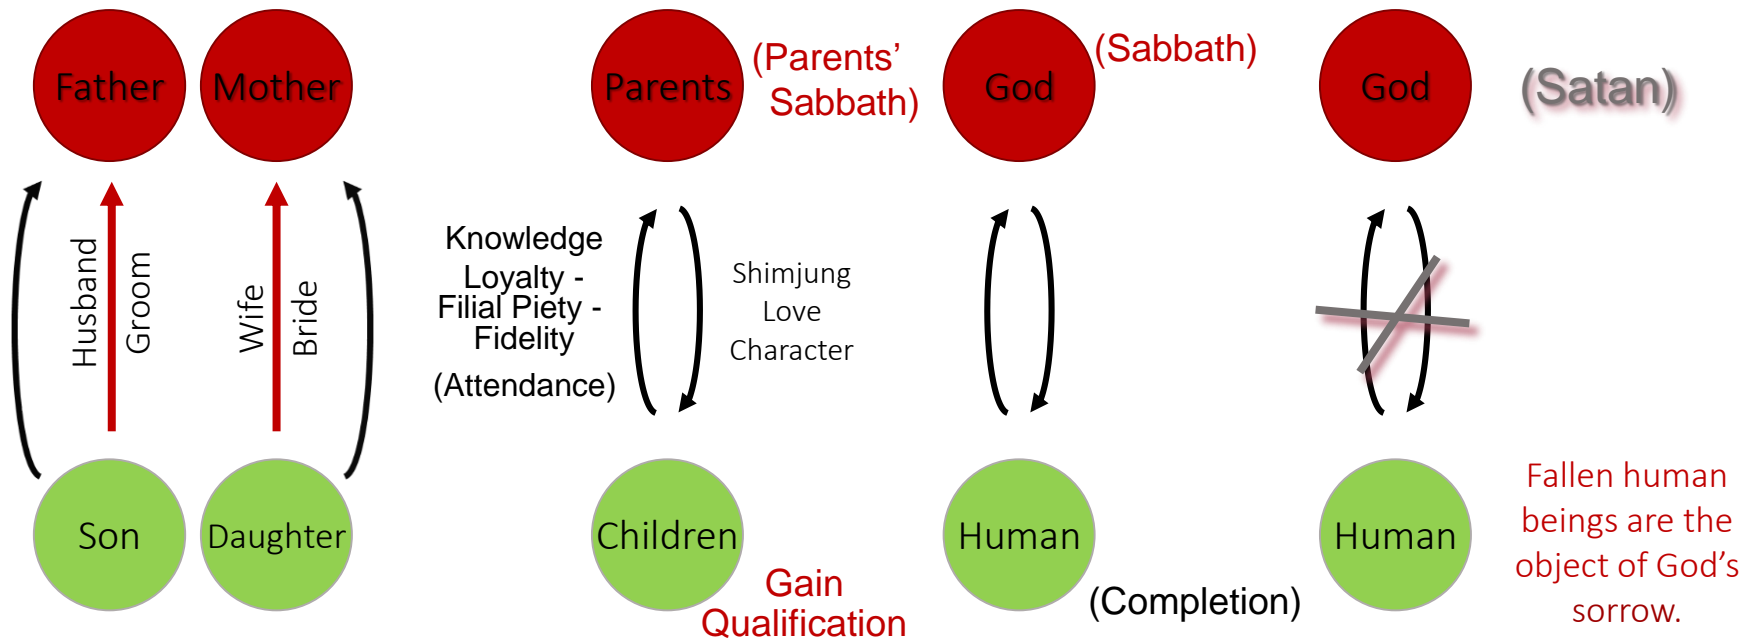 Father
Mother
Husband
Groom
Wife
Bride
Son
Daughter
Parents
(Parents’
Sabbath)
Knowledge
Loyalty -
Filial Piety -
Fidelity
(Attendance)
Shimjung
Love
Character
Children
Gain
Qualification
God
(Sabbath)
Human
(Completion)
God
(Satan)
Human
Fallen human
beings are the
object of God’s
sorrow.